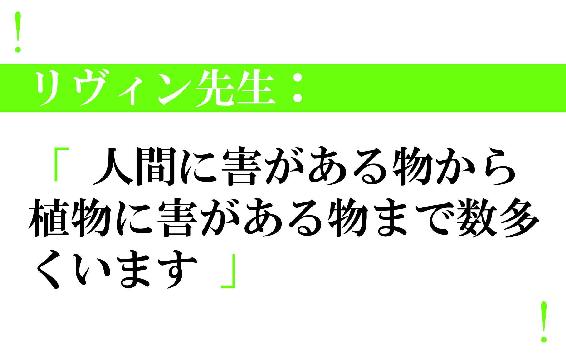 !
リヴィン先生：
「 人間に害がある物から
植物に害がある物まで数多
くいます 」
!